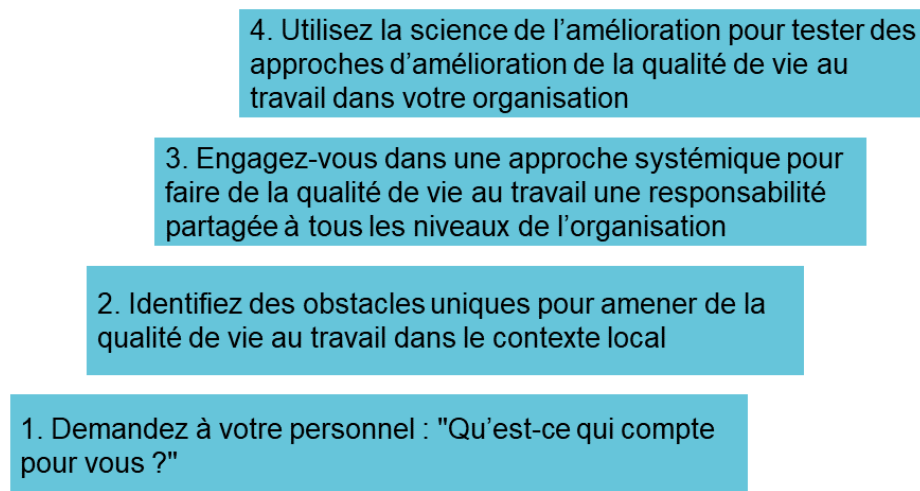 4. Utilisez la science de l’amélioration pour tester des
approches d’amélioration de la qualité de vie au
travail dans votre organisation
3. Engagez-vous dans une approche systémique pour
faire de la qualité de vie au travail une responsabilité
partagée à tous les niveaux de l’organisation
2. Identifiez des obstacles uniques pour amener de la
qualité de vie au travail dans le contexte local
1. Demandez à votre personnel : "Qu’est-ce qui compte
pour vous ?"